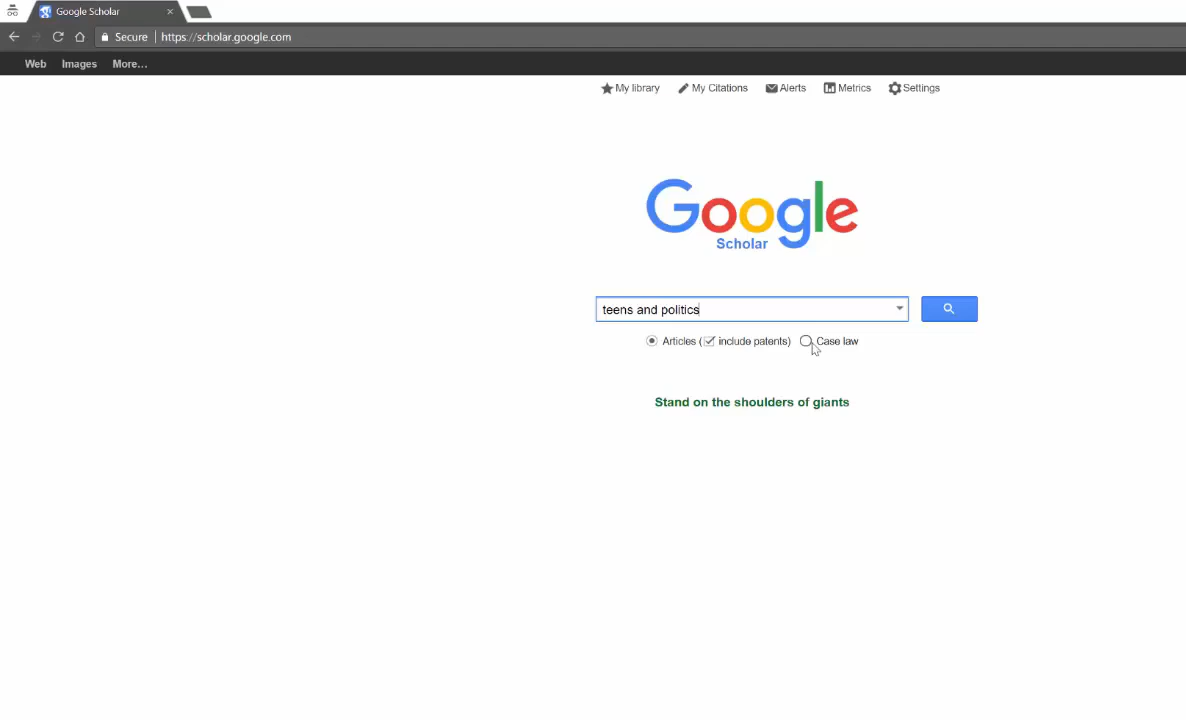 Google Scholar
Secure https://scholar.google.com
Web Images More...
My library My Citations Alerts Metrics Settings
Google
Scholar
teens and politics
Articles (include patents) Case law
Stand on the shoulders of giants